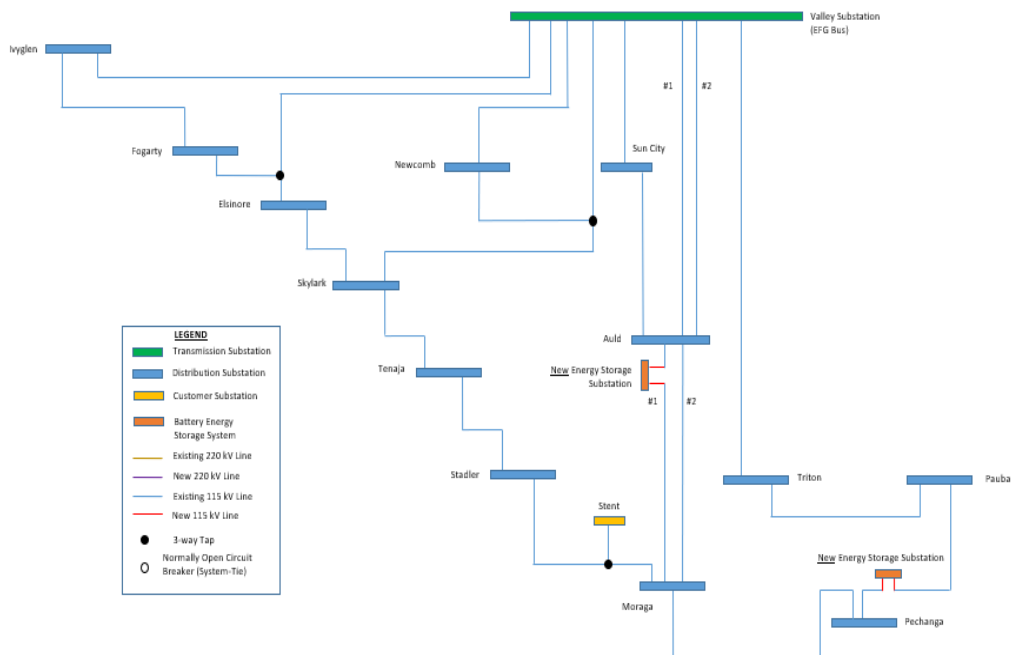 Valley Substation
(EFG Bus)
Ivyglen
#1
#2
Fogarty
Newcomb
Sun City
Elsinore
Skylark
Auld
LEGEND
Transmission Substation
Distribution Substation
Customer Substation
Battery Energy
Storage System
Existing 220 kV Line
New 220 kV Line
Existing 115 kV Line
New 115 kV Line
3-way Tap
Normally Open Circuit
Breaker (System-Tie)
Tenaja
New Energy Storage
Substation
#1
#2
Stadler
Triton
Pauba
Stent
New Energy Storage Substation
Moraga
Pechanga